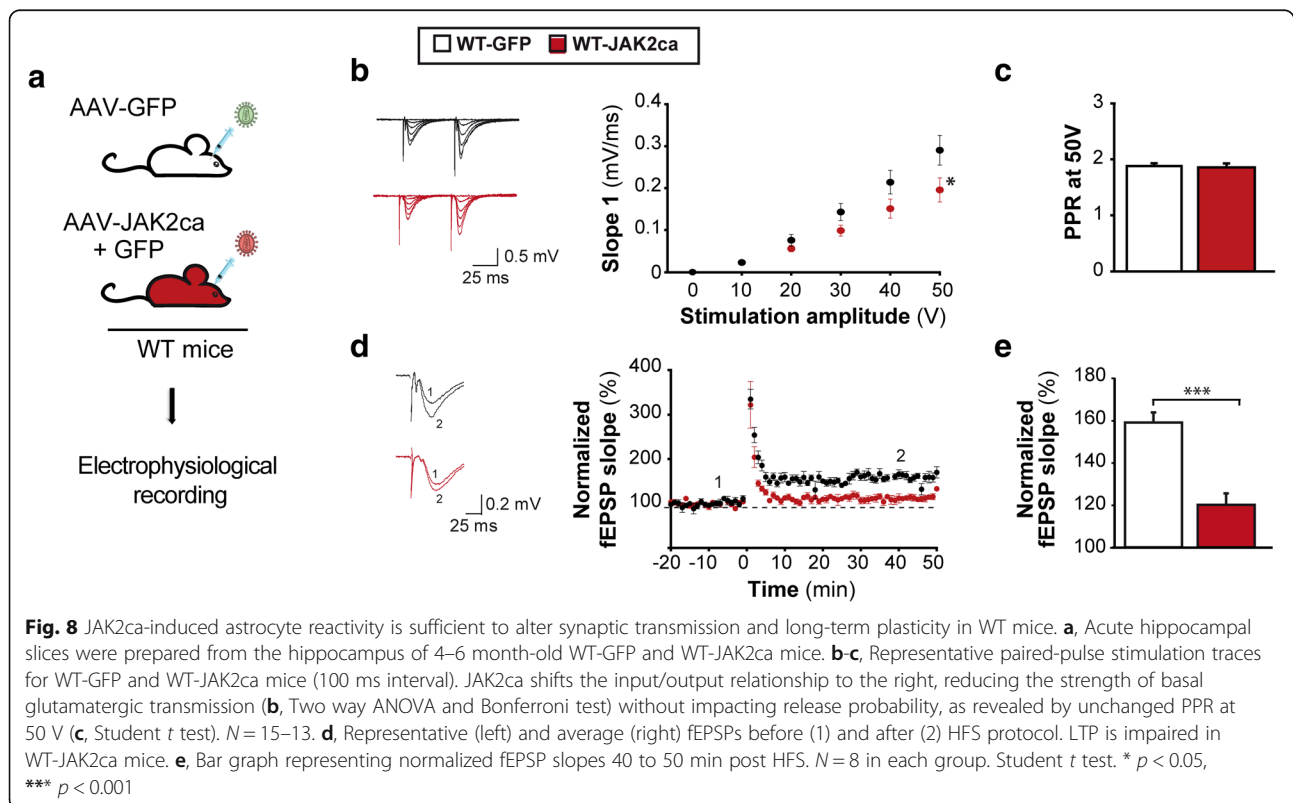 WT-GFP WT-JAK2ca
a
AAV-GFP
AAV-JAK2ca
+ GFP
WT mice
Electrophysiological
recording
b
0.5 mV
25 ms
Slope 1 (mV/ms)
0.4
0.3
0.2
0.1
0
*
0 10 20 30 40 50
Stimulation amplitude (V)
c
PPR at 50V
3
2
1
0
d
1
2
1
2
0.2 mV
25 ms
Normalized
fEPSP slolpe (%)
400
300
200
100
1
2
-20 -10 0 10 20 30 40 50
Time (min)
e
Normalized
fEPSP slolpe (%)
180
160
140
120
100
***
Fig. 8 JAK2ca-induced astrocyte reactivity is sufficient to alter synaptic transmission and long-term plasticity in WT mice. a, Acute hippocampal
slices were prepared from the hippocampus of 4–6 month-old WT-GFP and WT-JAK2ca mice. b-c, Representative paired-pulse stimulation traces
for WT-GFP and WT-JAK2ca mice (100 ms interval). JAK2ca shifts the input/output relationship to the right, reducing the strength of basal
glutamatergic transmission (b, Two way ANOVA and Bonferroni test) without impacting release probability, as revealed by unchanged PPR at
50 V (c, Student t test). N = 15–13. d, Representative (left) and average (right) fEPSPs before (1) and after (2) HFS protocol. LTP is impaired in
WT-JAK2ca mice. e, Bar graph representing normalized fEPSP slopes 40 to 50 min post HFS. N = 8 in each group. Student t test. * p < 0.05,
*** p < 0.001